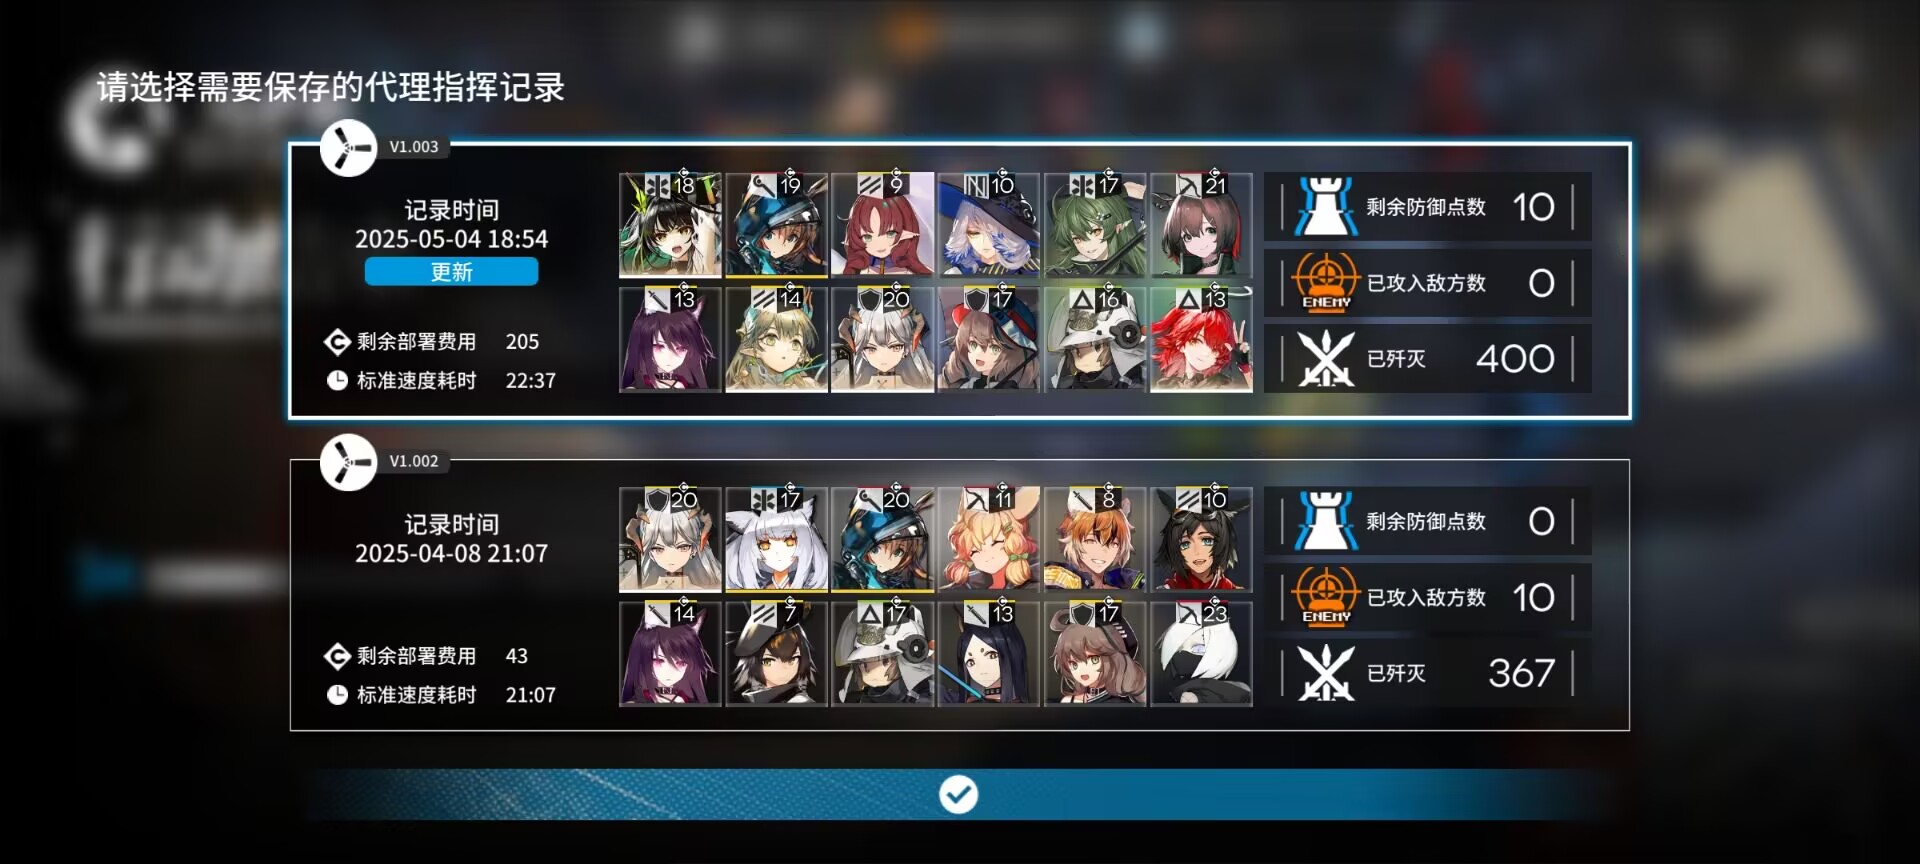 请选择需要保存的代理指挥记录
V1.003
记录时间
2025-05-04 18:54
更新
剩余部署费用 205
标准速度耗时 22:37
18 19 9 10 17 21
13 14 20 17 16 13
剩余防御点数 10
ENEMY 已攻入敌方数 0
已歼灭 400
V1.002
记录时间
2025-04-08 21:07
剩余部署费用 43
标准速度耗时 21:07
20 17 20 11 8 10
14 7 17 13 17 23
剩余防御点数 0
ENEMY 已攻入敌方数 10
已歼灭 367